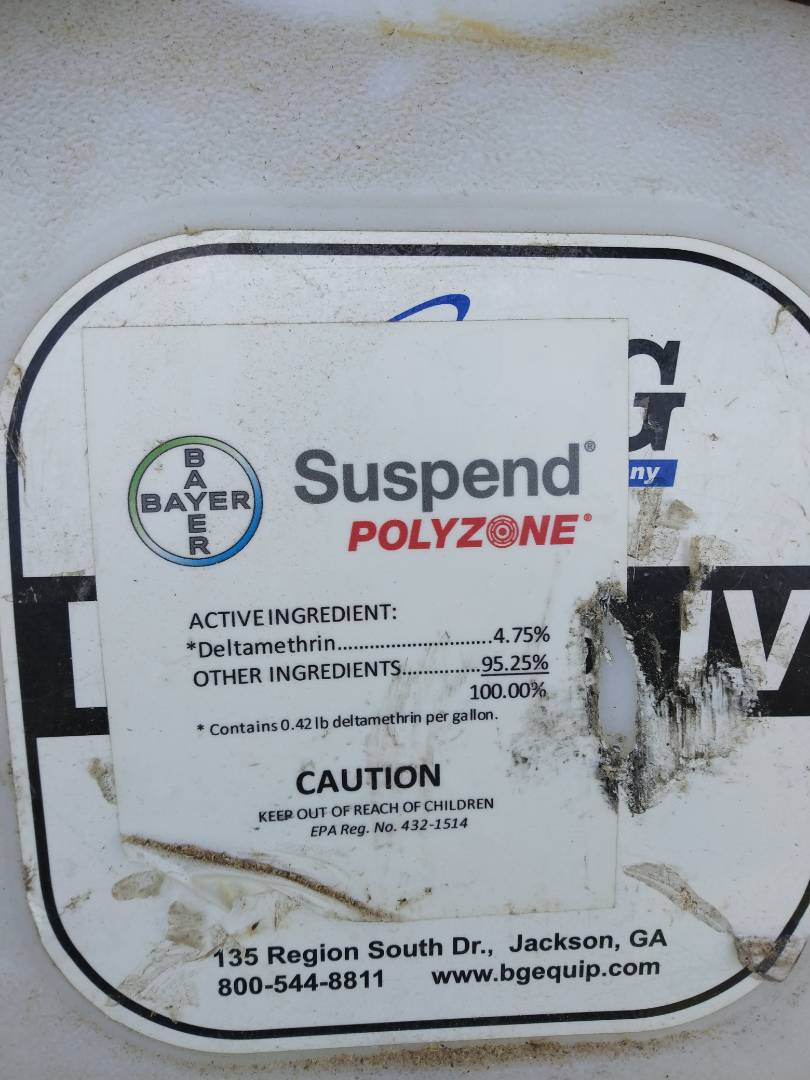 G
ny
BAYER
BAYER
Suspend®
POLYZONE®
ACTIVE INGREDIENT:
*Deltamethrin............................4.75%
OTHER INGREDIENTS..............95.25%
100.00%
* Contains 0.42 lb deltamethrin per gallon.
CAUTION
KEEP OUT OF REACH OF CHILDREN
EPA Reg. No. 432-1514
135 Region South Dr., Jackson, GA
800-544-8811 www.bgequip.com